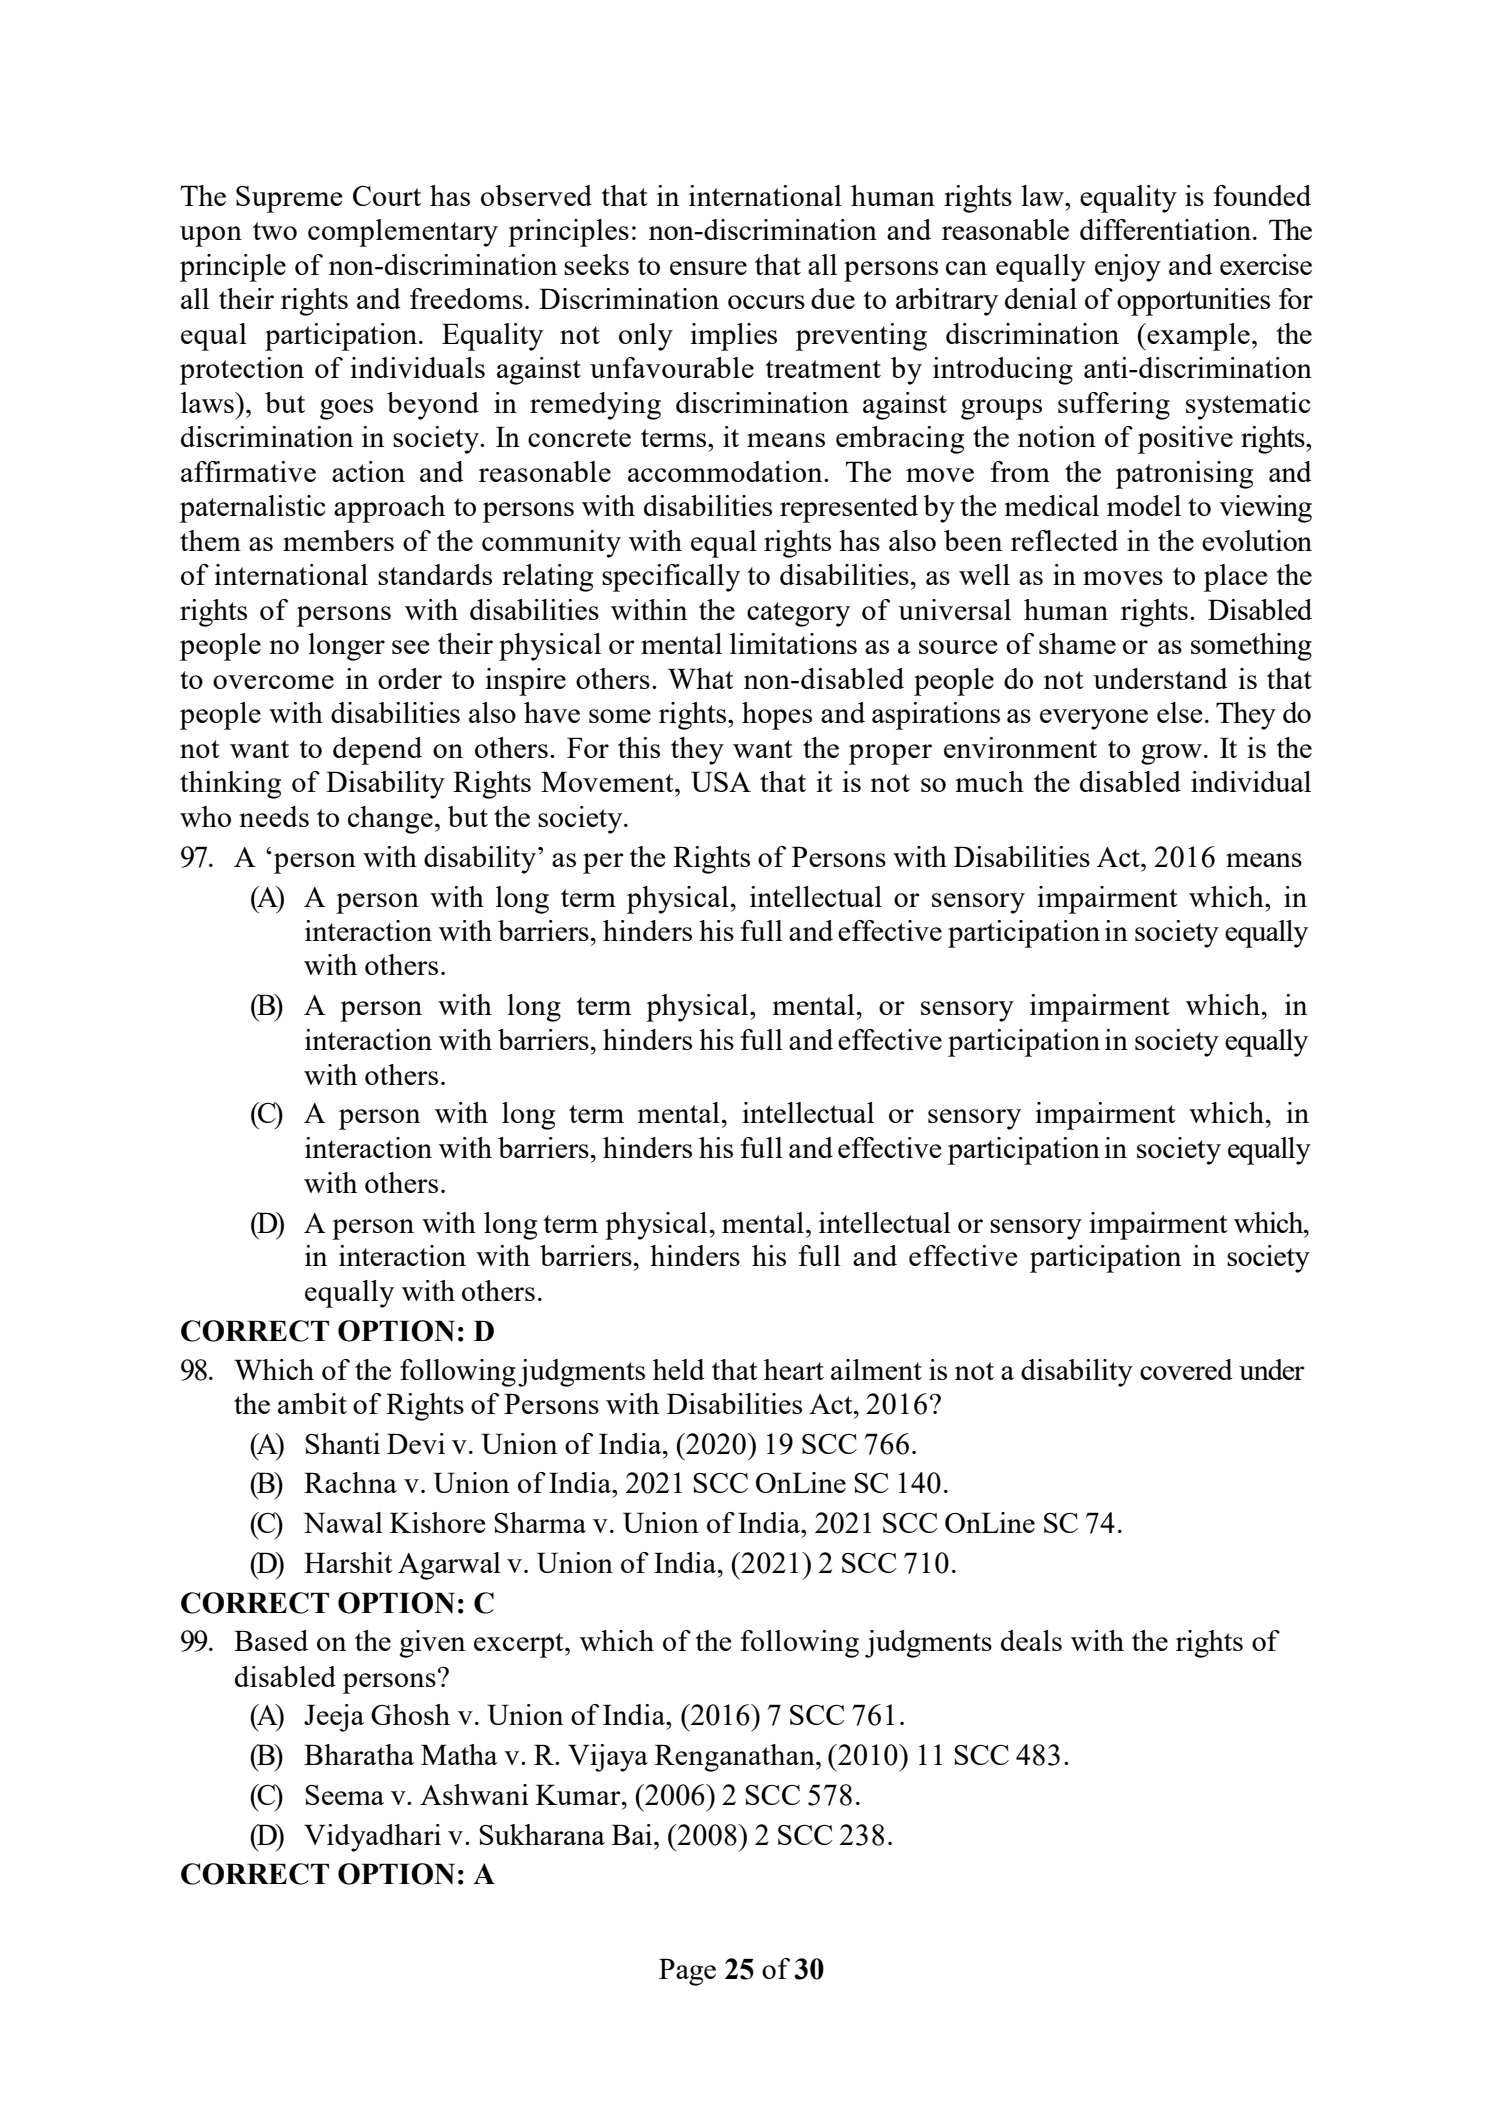 The Supreme Court has observed that in international human rights law, equality is founded
upon two complementary principles: non-discrimination and reasonable differentiation. The
principle of non-discrimination seeks to ensure that all persons can equally enjoy and exercise
all their rights and freedoms. Discrimination occurs due to arbitrary denial of opportunities for
equal participation. Equality not only implies preventing discrimination (example, the
protection of individuals against unfavourable treatment by introducing anti-discrimination
laws), but goes beyond in remedying discrimination against groups suffering systematic
discrimination in society. In concrete terms, it means embracing the notion of positive rights,
affirmative action and reasonable accommodation. The move from the patronising and
paternalistic approach to persons with disabilities represented by the medical model to viewing
them as members of the community with equal rights has also been reflected in the evolution
of international standards relating specifically to disabilities, as well as in moves to place the
rights of persons with disabilities within the category of universal human rights. Disabled
people no longer see their physical or mental limitations as a source of shame or as something
to overcome in order to inspire others. What non-disabled people do not understand is that
people with disabilities also have some rights, hopes and aspirations as everyone else. They do
not want to depend on others. For this they want the proper environment to grow. It is the
thinking of Disability Rights Movement, USA that it is not so much the disabled individual
who needs to change, but the society.
97. A ‘person with disability’ as per the Rights of Persons with Disabilities Act, 2016 means
(A) A person with long term physical, intellectual or sensory impairment which, in
interaction with barriers, hinders his full and effective participation in society equally
with others.
(B) A person with long term physical, mental, or sensory impairment which, in
interaction with barriers, hinders his full and effective participation in society equally
with others.
(C) A person with long term mental, intellectual or sensory impairment which, in
interaction with barriers, hinders his full and effective participation in society equally
with others.
(D) A person with long term physical, mental, intellectual or sensory impairment which,
in interaction with barriers, hinders his full and effective participation in society
equally with others.
CORRECT OPTION: D
98. Which of the following judgments held that heart ailment is not a disability covered under
the ambit of Rights of Persons with Disabilities Act, 2016?
(A) Shanti Devi v. Union of India, (2020) 19 SCC 766.
(B) Rachna v. Union of India, 2021 SCC OnLine SC 140.
(C) Nawal Kishore Sharma v. Union of India, 2021 SCC OnLine SC 74.
(D) Harshit Agarwal v. Union of India, (2021) 2 SCC 710.
CORRECT OPTION: C
99. Based on the given excerpt, which of the following judgments deals with the rights of
disabled persons?
(A) Jeeja Ghosh v. Union of India, (2016) 7 SCC 761.
(B) Bharatha Matha v. R. Vijaya Renganathan, (2010) 11 SCC 483.
(C) Seema v. Ashwani Kumar, (2006) 2 SCC 578.
(D) Vidyadhari v. Sukharana Bai, (2008) 2 SCC 238.
CORRECT OPTION: A
Page 25 of 30